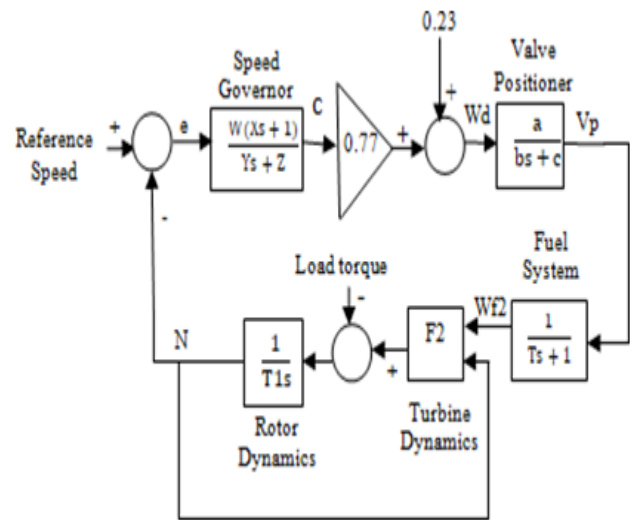 0.23
Valve
Positioner
Speed
Governor
C
+
Wd
a
bs + c
Vp
+
e
W(Xs + 1)
Ys + Z
0.77
+
Reference
Speed
-
Fuel
System
Load torque
-
N
1
T1s
+
F2
Wf2
1
Ts + 1
Rotor
Dynamics
Turbine
Dynamics